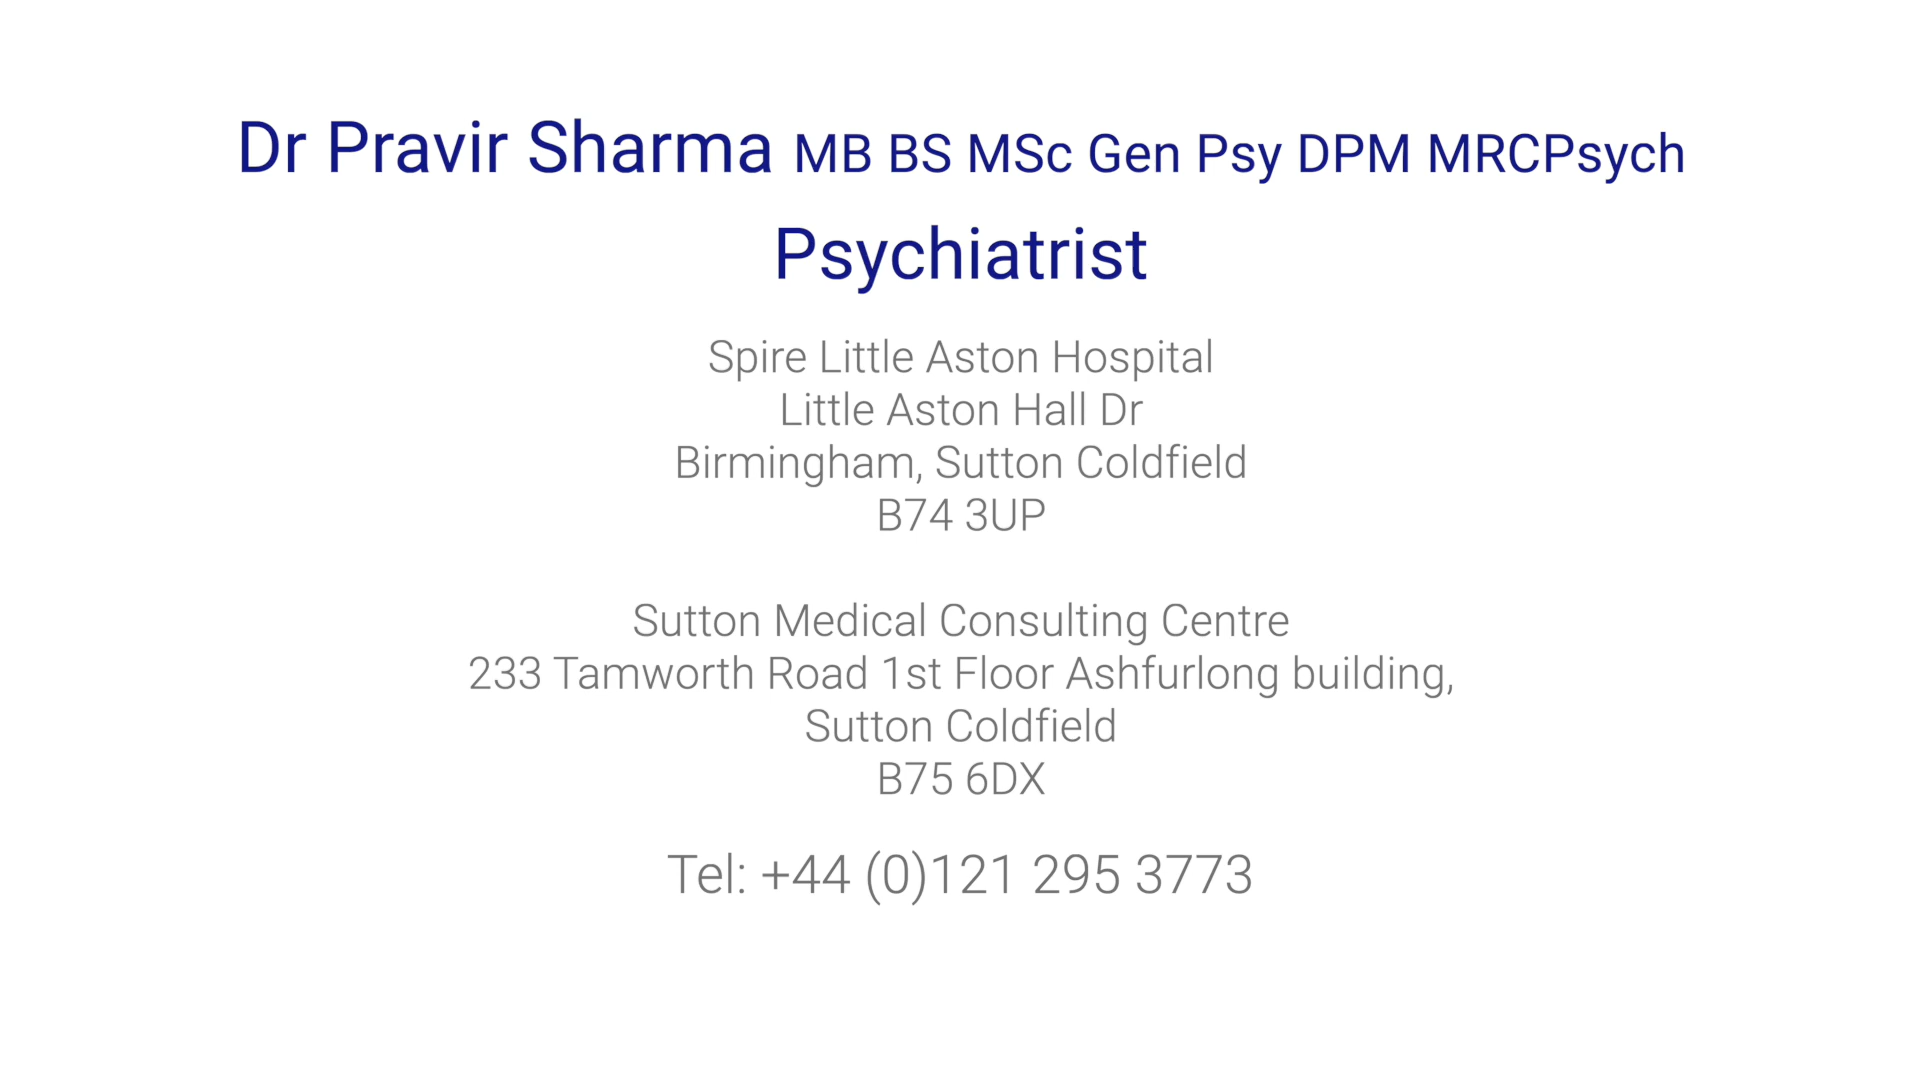 Dr Pravir Sharma MB BS MSc Gen Psy DPM MRCPsych
Psychiatrist
Spire Little Aston Hospital
Little Aston Hall Dr
Birmingham, Sutton Coldfield
B74 3UP
Sutton Medical Consulting Centre
233 Tamworth Road 1st Floor Ashfurlong building,
Sutton Coldfield
B75 6DX
Tel: +44 (0)121 295 3773